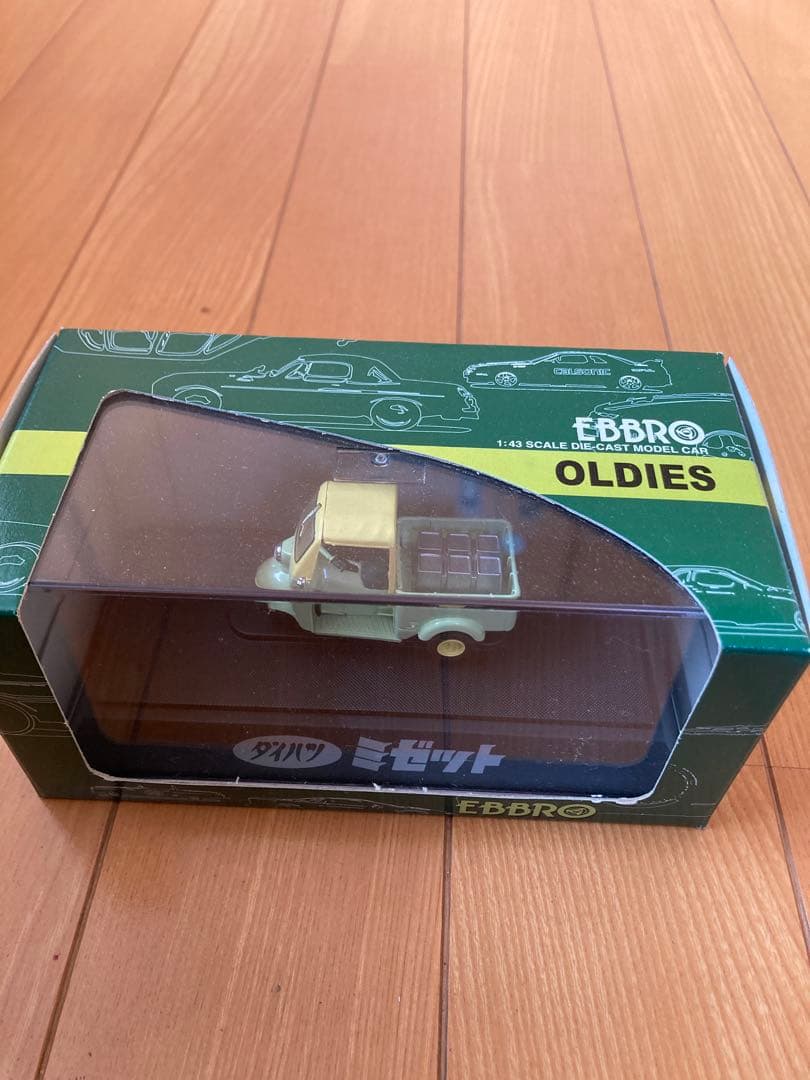 CALSONIC
EBBRO
1:43 SCALE DIE-CAST MODEL CAR
OLDIES
ダイハツ ミゼット
EBBRO